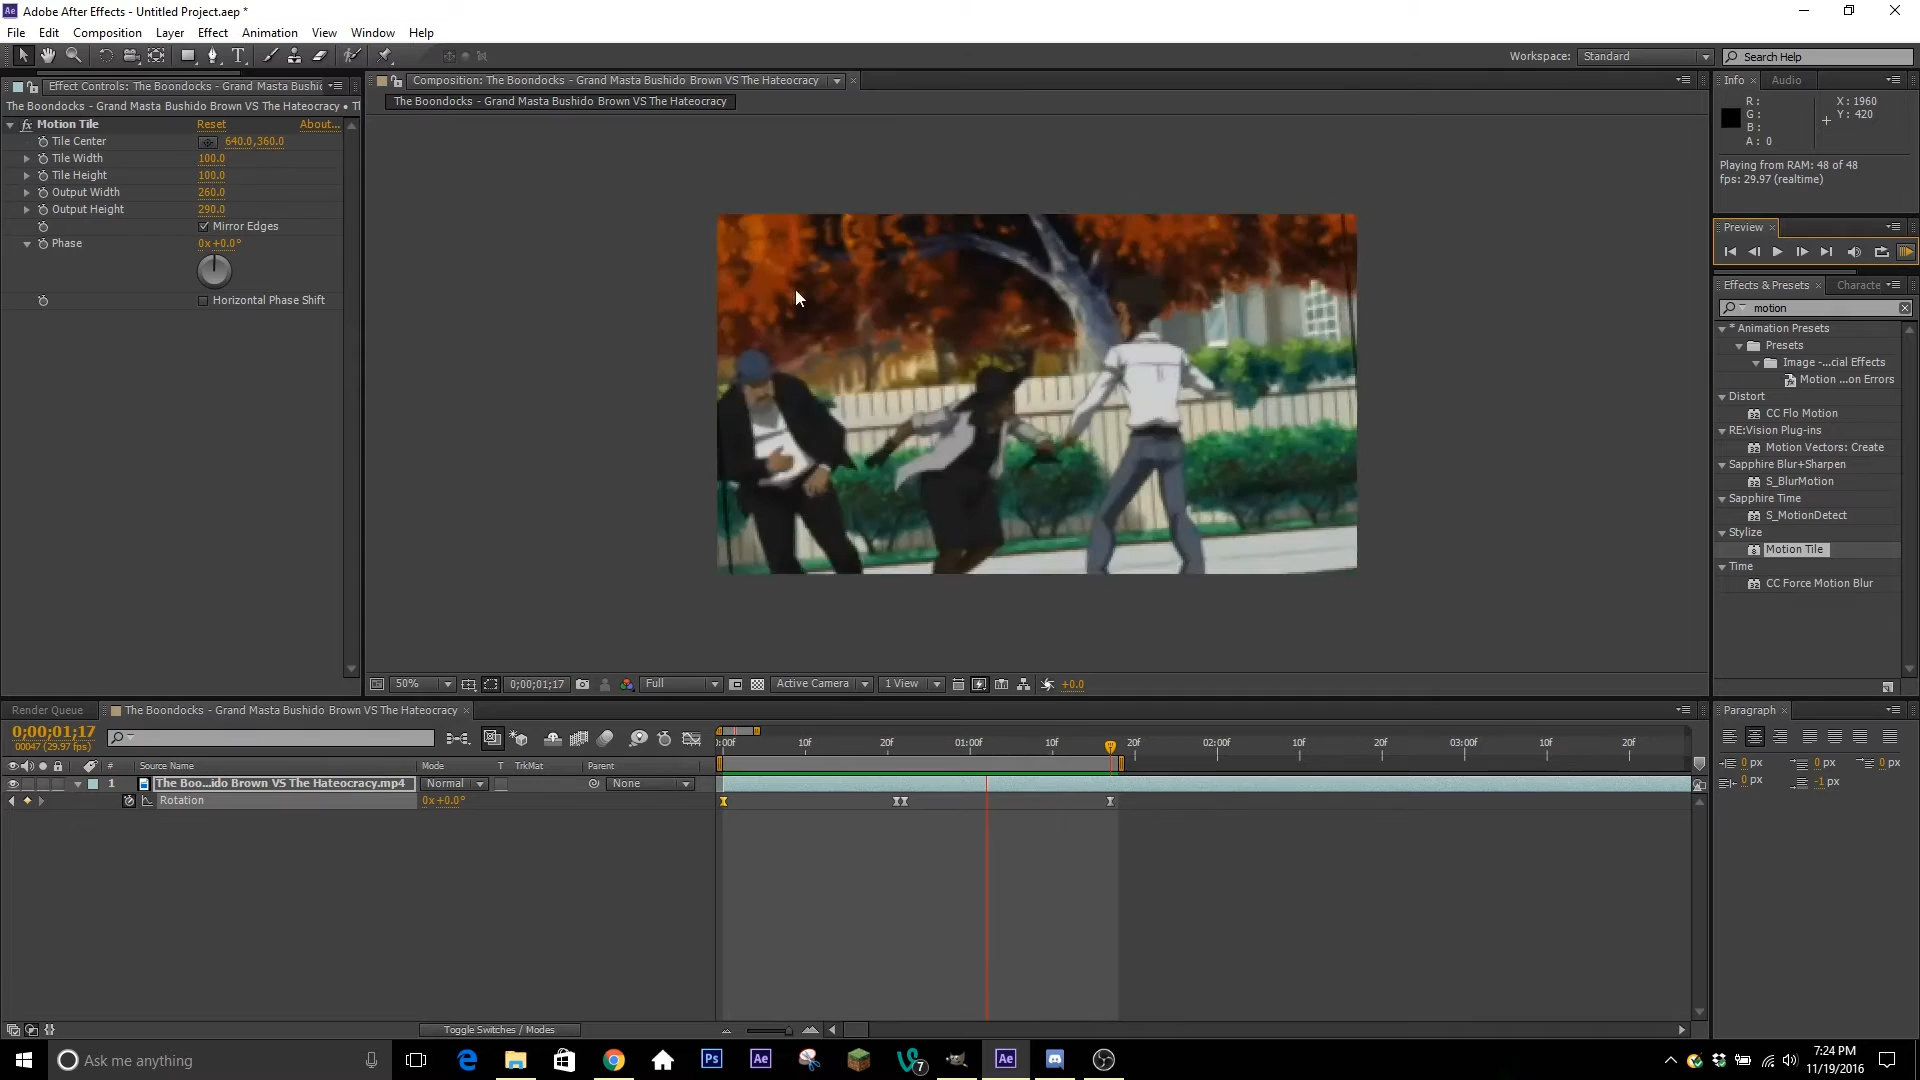 Adobe After Effects - Untitled Project.aep *
File Edit Composition Layer Effect Animation View Window Help
Workspace: Standard Search Help
Effect Controls: The Boondocks - Grand Masta Bushic
The Boondocks - Grand Masta Bushido Brown VS The Hateocracy • Tl
fx Motion Tile Reset About...
Tile Center 640.0,360.0
Tile Width 100.0
Tile Height 100.0
Output Width 260.0
Output Height 290.0
Mirror Edges
Phase 0x+0.0°
Horizontal Phase Shift
Composition: The Boondocks - Grand Masta Bushido Brown VS The Hateocracy
The Boondocks - Grand Masta Bushido Brown VS The Hateocracy
50% 0;00;01;17 Full Active Camera 1 View +0.0
Info Audio
R: X: 1960
G: Y: 420
B:
A: 0
Playing from RAM: 48 of 48
fps: 29.97 (realtime)
Preview
Effects & Presets Characte
motion
* Animation Presets
Presets
Image -...cial Effects
Motion ...on Errors
Distort
CC Flo Motion
RE:Vision Plug-ins
Motion Vectors: Create
Sapphire Blur+Sharpen
S_BlurMotion
Sapphire Time
S_MotionDetect
Stylize
Motion Tile
Time
CC Force Motion Blur
Render Queue The Boondocks - Grand Masta Bushido Brown VS The Hateocracy
0;00;01;17
00047 (29.97 fps)
# Source Name Mode T TrkMat Parent
1 The Boo...ido Brown VS The Hateocracy.mp4 Normal None
Rotation 0x+0.0°
:00f 10f 20f 01:00f 10f 20f 02:00f 10f 20f 03:00f 10f 20f
Toggle Switches / Modes
Paragraph
0 px 0 px 0 px
0 px -1 px
Ask me anything
Ps Ae 7 Ae
7:24 PM
11/19/2016